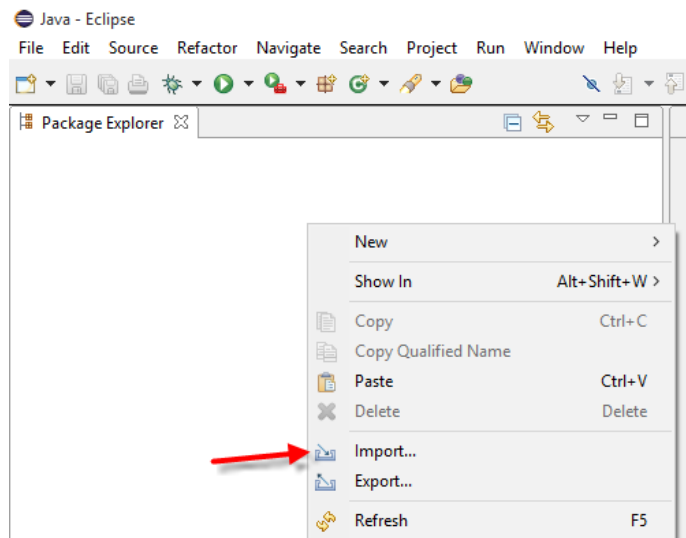 Java - Eclipse
File Edit Source Refactor Navigate Search Project Run Window Help
Package Explorer
New
Show In Alt+Shift+W >
Copy Ctrl+C
Copy Qualified Name
Paste Ctrl+V
Delete Delete
Import...
Export...
Refresh F5